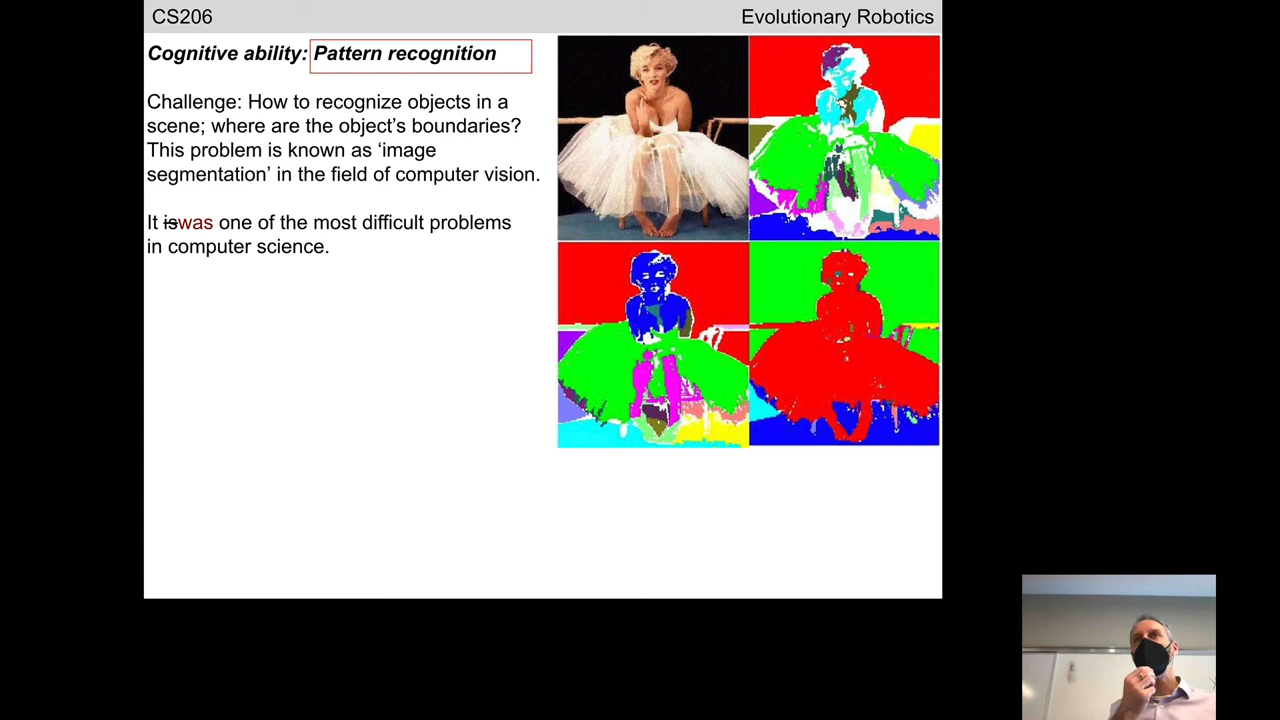 CS206
Evolutionary Robotics
Cognitive ability: Pattern recognition
Challenge: How to recognize objects in a
scene; where are the object's boundaries?
This problem is known as ‘image
segmentation’ in the field of computer vision.
It iswas one of the most difficult problems
in computer science.